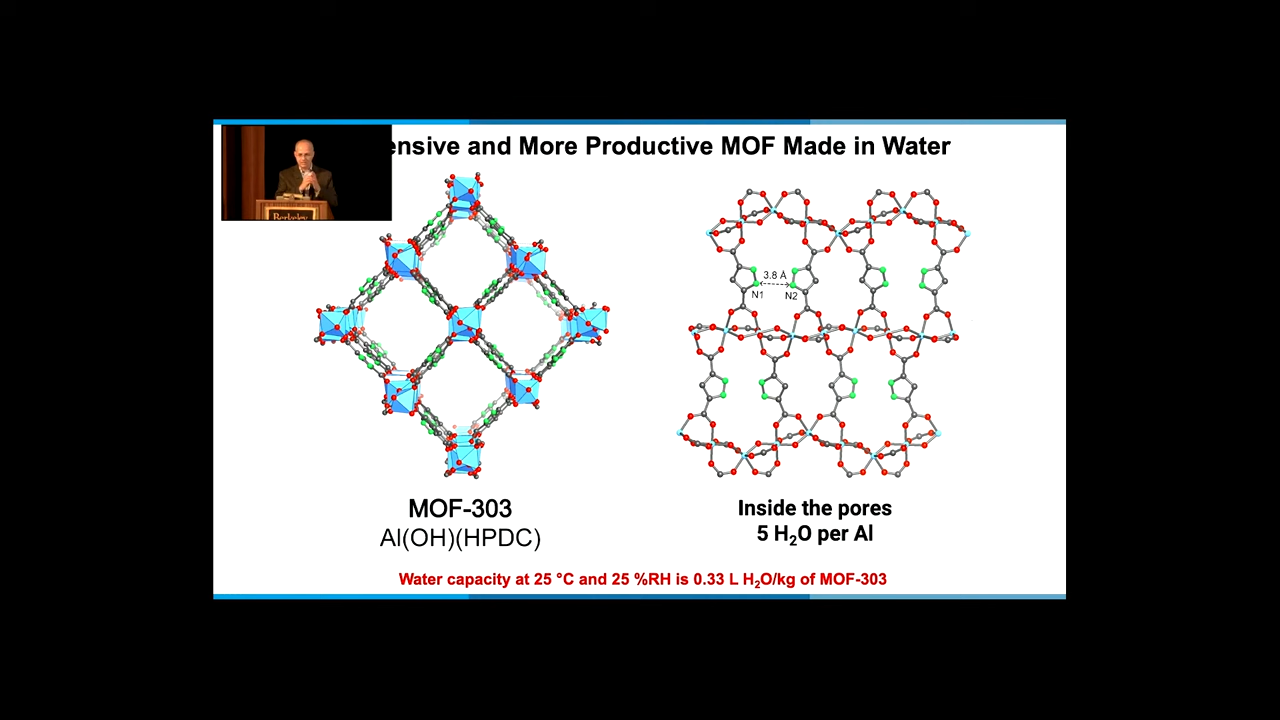 ensive and More Productive MOF Made in Water
Berkeley
3.8 Å
N1 N2
MOF-303
Al(OH)(HPDC)
Inside the pores
5 H₂O per Al
Water capacity at 25 °C and 25 %RH is 0.33 L H₂O/kg of MOF-303